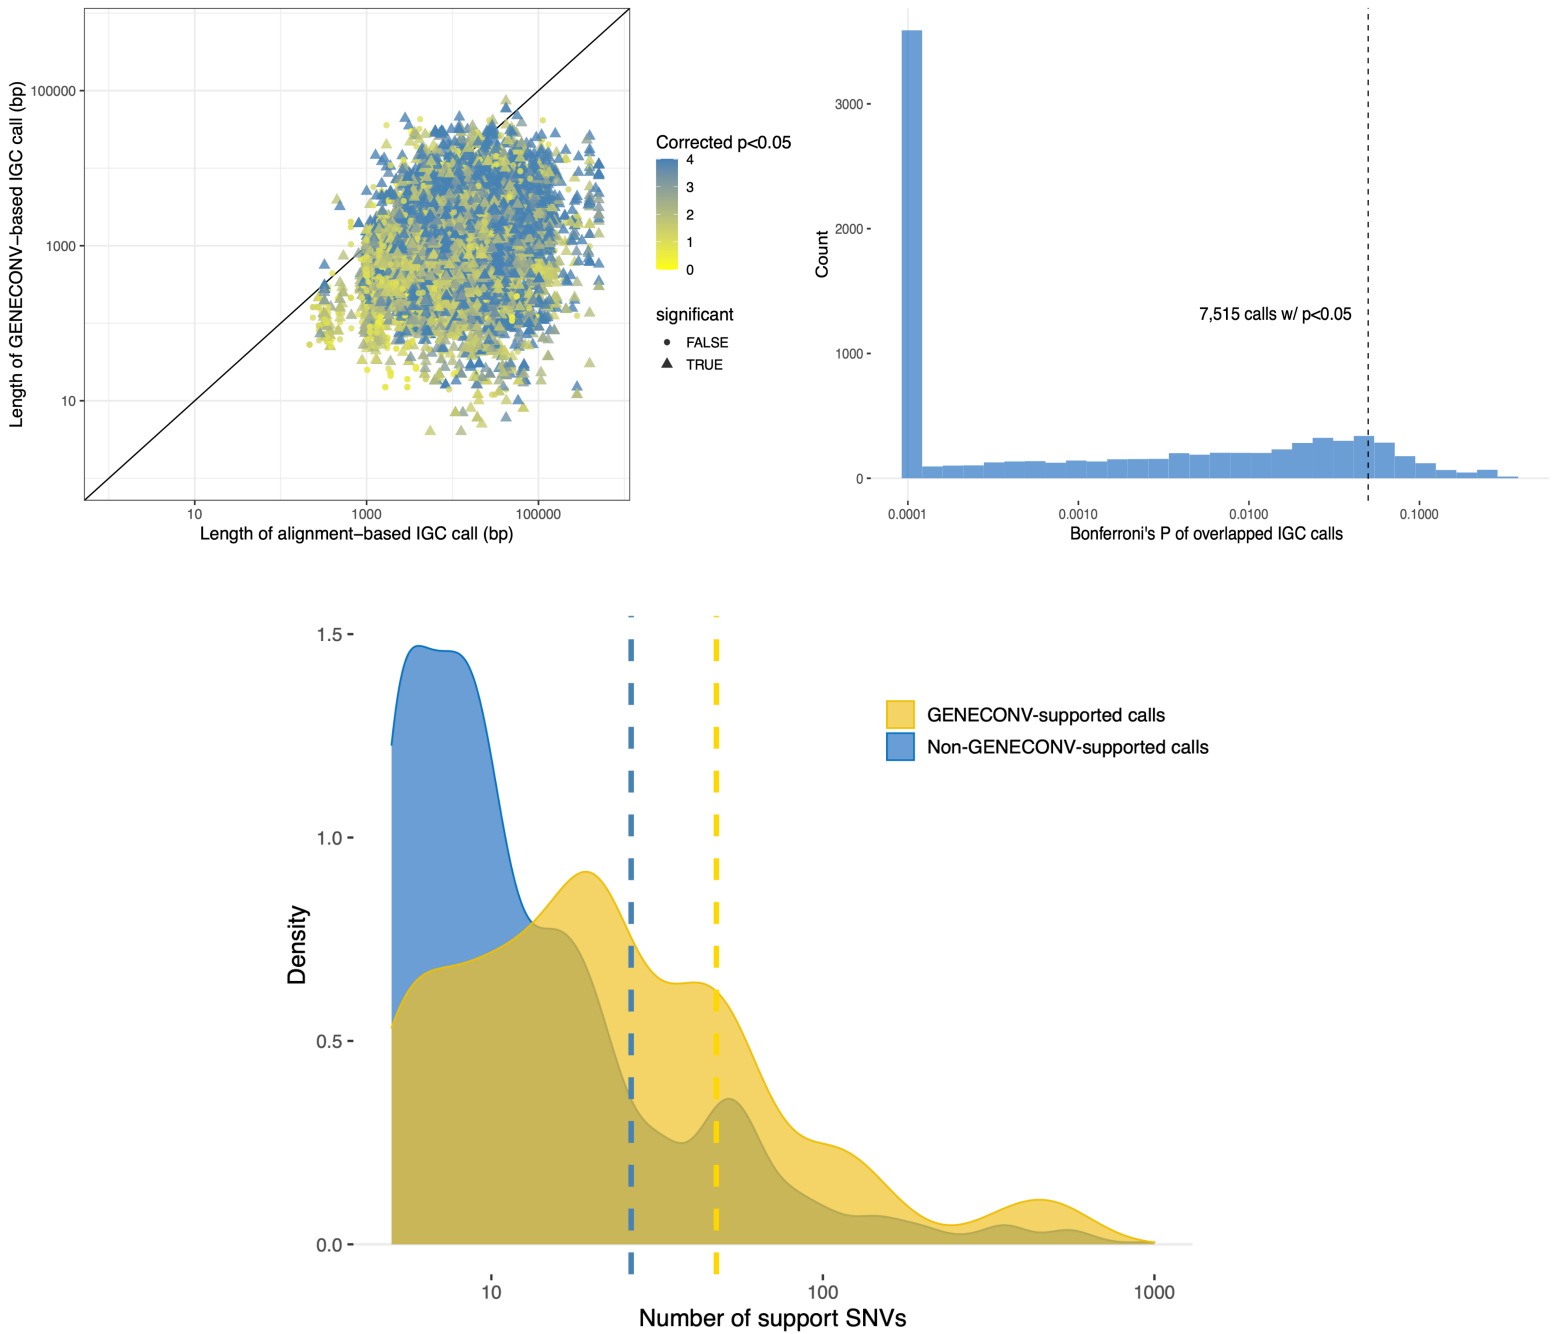 Length of GENECONV−based IGC call (bp)
100000
1000
10
10
1000
100000
Length of alignment−based IGC call (bp)
Corrected p<0.05
4
3
2
1
0
significant
FALSE
TRUE
Count
3000
2000
1000
0
7,515 calls w/ p<0.05
0.0001
0.0010
0.0100
0.1000
Bonferroni's P of overlapped IGC calls
Density
1.5
1.0
0.5
0.0
GENECONV-supported calls
Non-GENECONV-supported calls
10
100
1000
Number of support SNVs